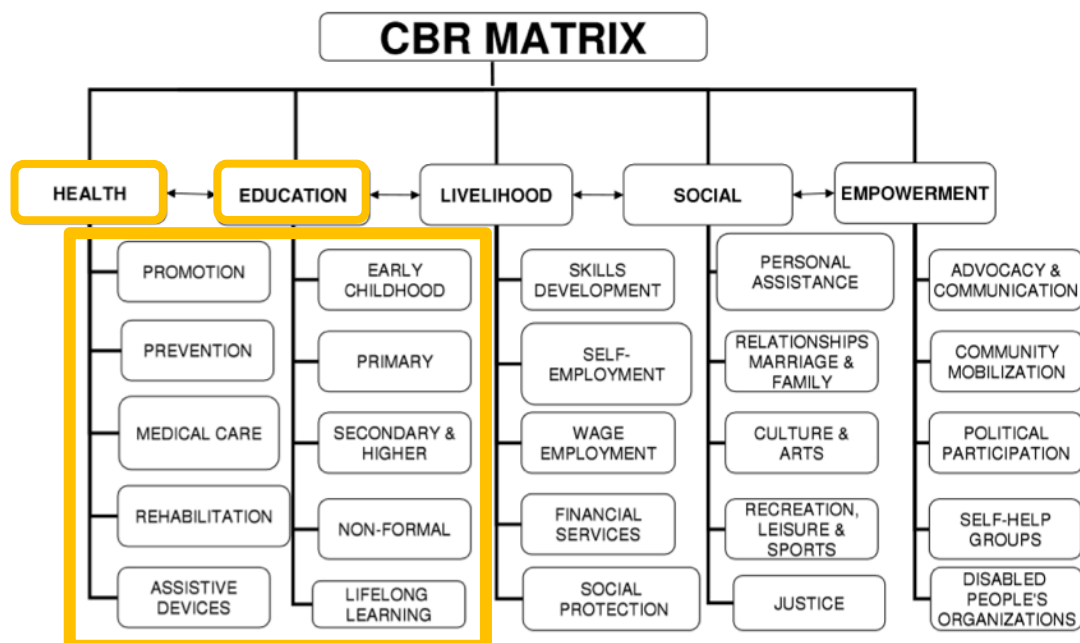 CBR MATRIX
HEALTH
EDUCATION
LIVELIHOOD
SOCIAL
EMPOWERMENT
PROMOTION
PREVENTION
MEDICAL CARE
REHABILITATION
ASSISTIVE
DEVICES
EARLY
CHILDHOOD
PRIMARY
SECONDARY &
HIGHER
NON-FORMAL
LIFELONG
LEARNING
SKILLS
DEVELOPMENT
SELF-
EMPLOYMENT
WAGE
EMPLOYMENT
FINANCIAL
SERVICES
SOCIAL
PROTECTION
PERSONAL
ASSISTANCE
RELATIONSHIPS
MARRIAGE &
FAMILY
CULTURE &
ARTS
RECREATION,
LEISURE &
SPORTS
JUSTICE
ADVOCACY &
COMMUNICATION
COMMUNITY
MOBILIZATION
POLITICAL
PARTICIPATION
SELF-HELP
GROUPS
DISABLED
PEOPLE'S
ORGANIZATIONS